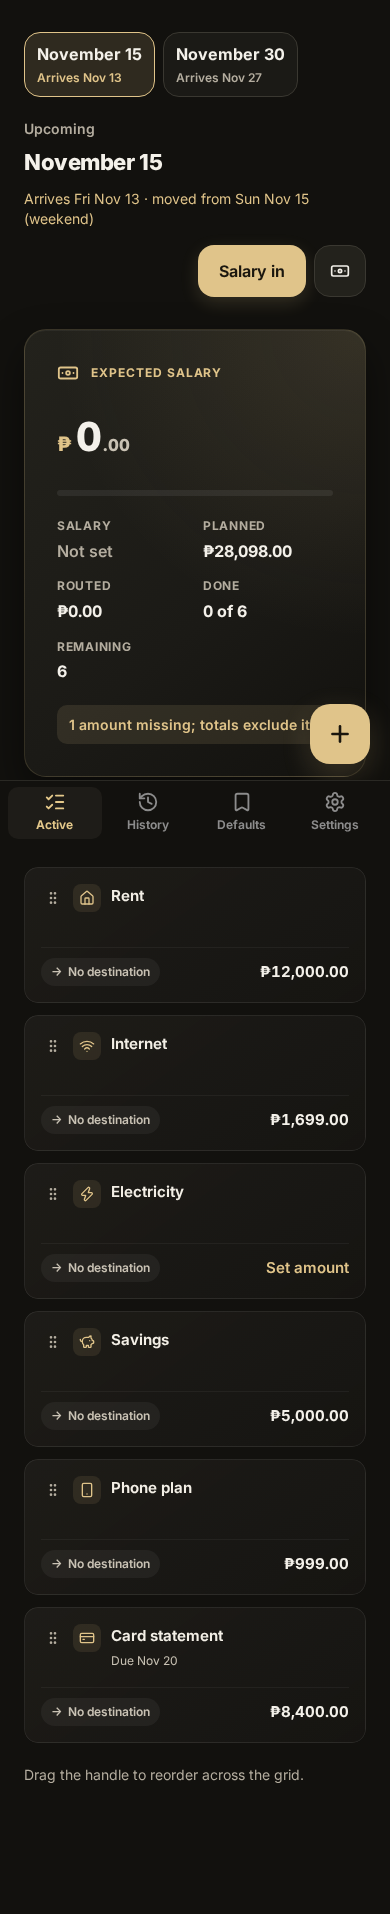 November 15
Arrives Nov 13
November 30
Arrives Nov 27
Upcoming
November 15
Arrives Fri Nov 13 · moved from Sun Nov 15
(weekend)
Salary in
EXPECTED SALARY
₱0.00
SALARY
PLANNED
Not set
₱28,098.00
ROUTED
DONE
₱0.00
0 of 6
REMAINING
6
1 amount missing; totals exclude it
Active
History
Defaults
Settings
Rent
→ No destination
₱12,000.00
Internet
→ No destination
₱1,699.00
Electricity
→ No destination
Set amount
Savings
→ No destination
₱5,000.00
Phone plan
→ No destination
₱999.00
Card statement
Due Nov 20
→ No destination
₱8,400.00
Drag the handle to reorder across the grid.